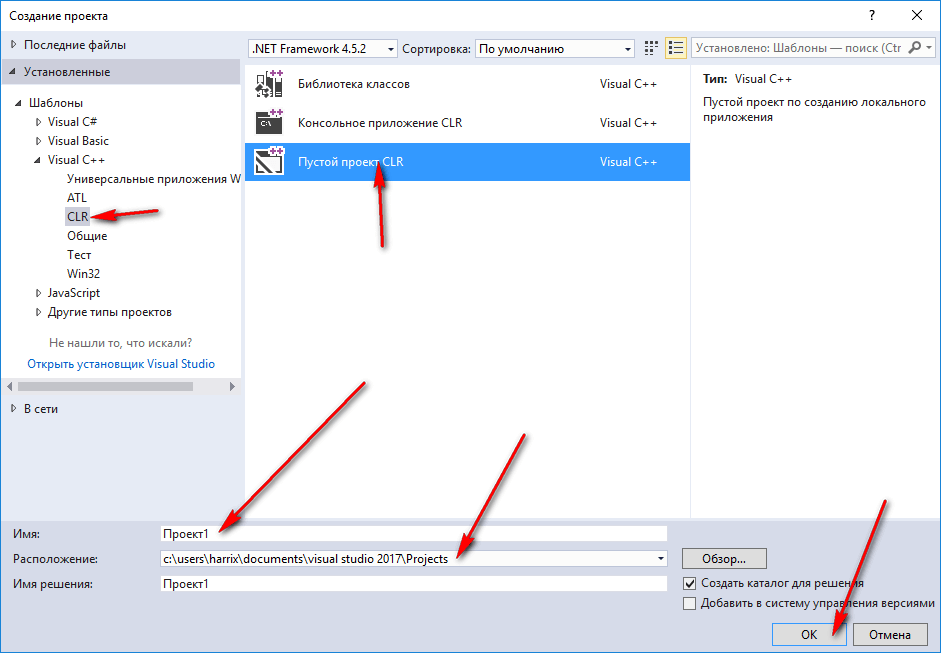 Создание проекта
?
Последние файлы
.NET Framework 4.5.2
Сортировка:
По умолчанию
Установлено: Шаблоны — поиск (Ctr
Установленные
Шаблоны
Visual C#
Visual Basic
Visual C++
Универсальные приложения W
ATL
CLR
Общие
Тест
Win32
JavaScript
Другие типы проектов
Не нашли то, что искали?
Открыть установщик Visual Studio
В сети
Библиотека классов Visual C++
C:\ Консольное приложение CLR Visual C++
Пустой проект CLR Visual C++
Тип: Visual C++
Пустой проект по созданию локального
приложения
Имя: Проект1
Расположение: c:\users\harrix\documents\visual studio 2017\Projects
Обзор...
Имя решения: Проект1
Создать каталог для решения
Добавить в систему управления версиями
OK
Отмена